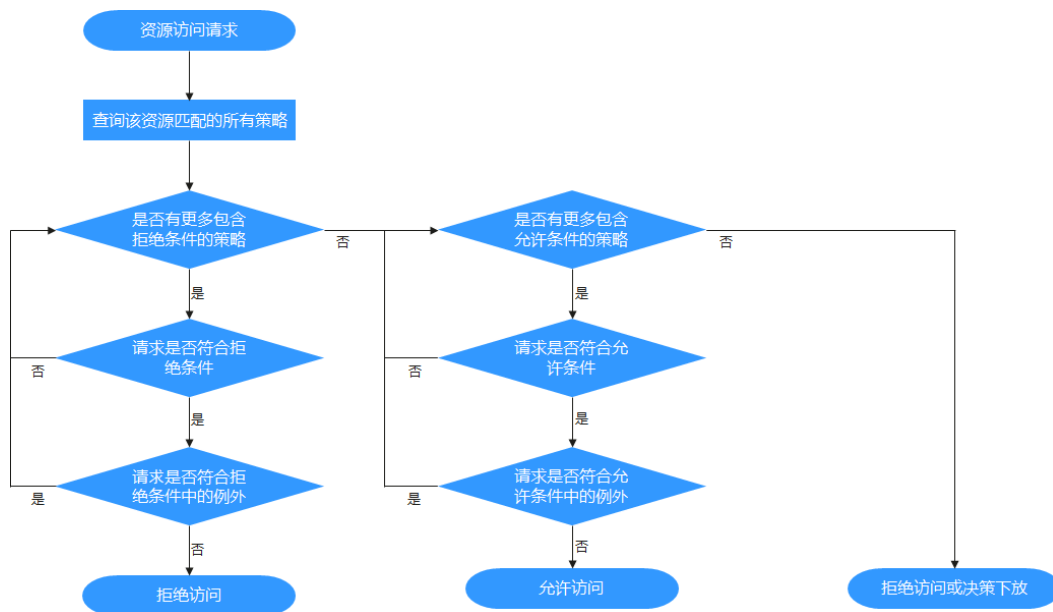 资源访问请求
查询该资源匹配的所有策略
是否有更多包含
拒绝条件的策略
否
是否有更多包含
允许条件的策略
否
是
是
请求是否符合拒
绝条件
否
请求是否符合允
许条件
否
是
是
请求是否符合拒
绝条件中的例外
是
请求是否符合允
许条件中的例外
是
否
否
拒绝访问
允许访问
拒绝访问或决策下放